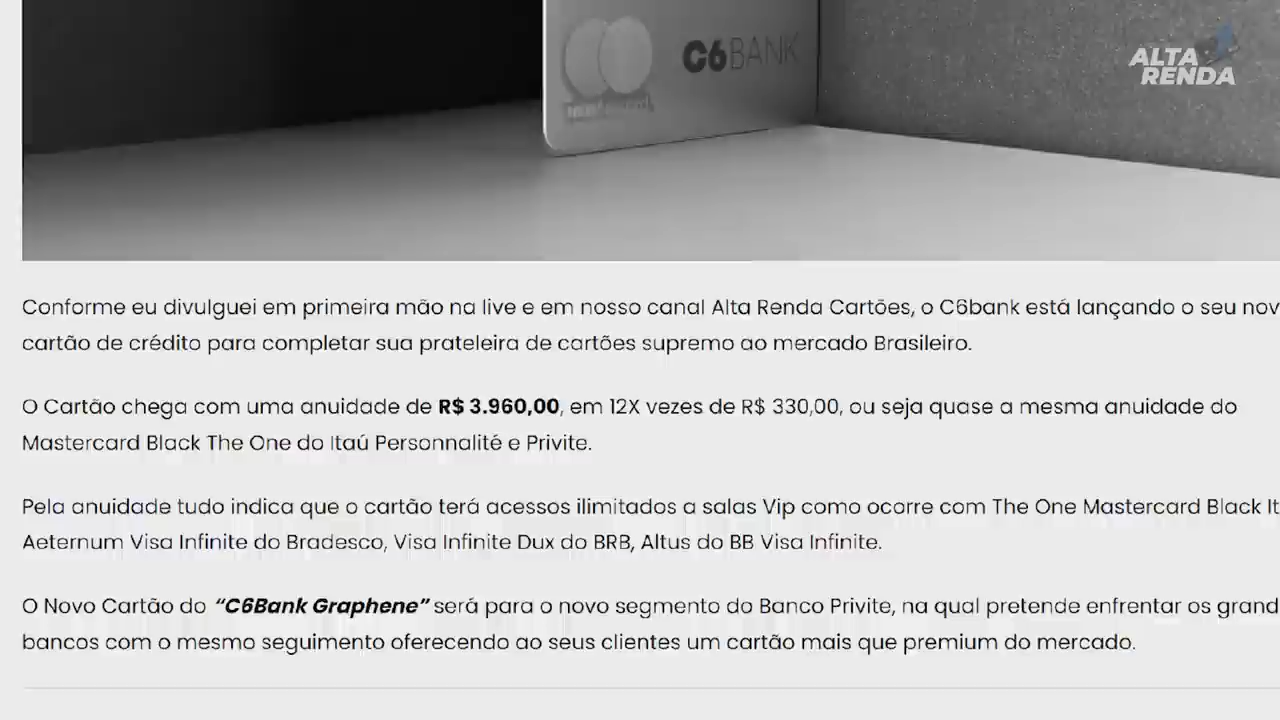 C6BANK
ALTA
RENDA
Conforme eu divulguei em primeira mão na live e em nosso canal Alta Renda Cartões, o C6bank está lançando o seu nov
cartão de crédito para completar sua prateleira de cartões supremo ao mercado Brasileiro.
O Cartão chega com uma anuidade de R$ 3.960,00, em 12X vezes de R$ 330,00, ou seja quase a mesma anuidade do
Mastercard Black The One do Itaú Personnalité e Privite.
Pela anuidade tudo indica que o cartão terá acessos ilimitados a salas Vip como ocorre com The One Mastercard Black It
Aeternum Visa Infinite do Bradesco, Visa Infinite Dux do BRB, Altus do BB Visa Infinite.
O Novo Cartão do “C6Bank Graphene” será para o novo segmento do Banco Privite, na qual pretende enfrentar os grand
bancos com o mesmo seguimento oferecendo ao seus clientes um cartão mais que premium do mercado.